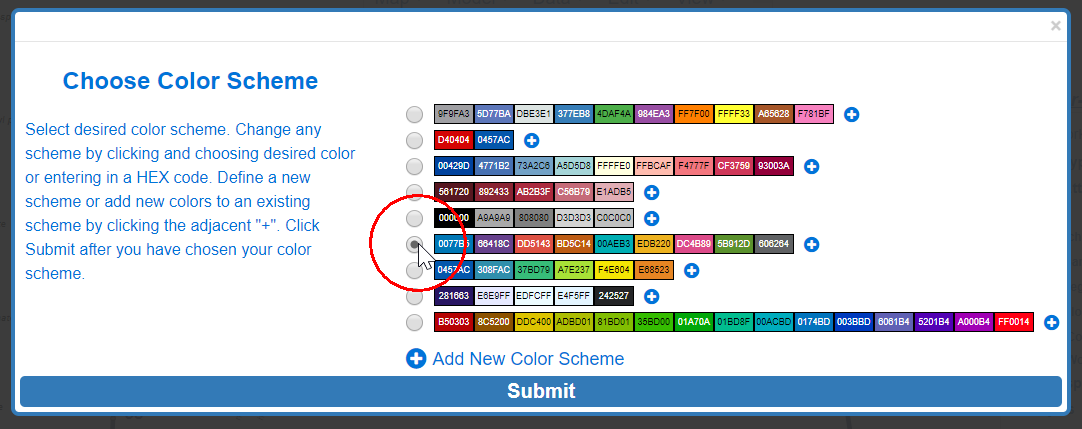 ×
Choose Color Scheme
Select desired color scheme. Change any
scheme by clicking and choosing desired color
or entering in a HEX code. Define a new
scheme or add new colors to an existing
scheme by clicking the adjacent "+". Click
Submit after you have chosen your color
scheme.
9F9FA3 5D77BA DBE3E1 377EB8 4DAF4A 984EA3 FF7F00 FFFF33 A65628 F781BF
D40404 0457AC
00429D 4771B2 73A2C6 A5D5D8 FFFFE0 FFBCAF F4777F CF3759 93003A
561720 892433 AB2B3F C56B79 E1ADB5
000000 A9A9A9 808080 D3D3D3 C0C0C0
0077B5 66418C DD5143 BD5C14 00AEB3 EDB220 DC4B89 5B912D 606264
0457AC 308FAC 37BD79 A7E237 F4E604 E68523
281663 E6E9FF EDFCFF E4F5FF 242527
B50303 8C5200 DDC400 ADBD01 81BD01 35BD00 01A70A 01BD8F 00ACBD 0174BD 003BBD 6061B4 5201B4 A000B4 FF0014
Add New Color Scheme
Submit